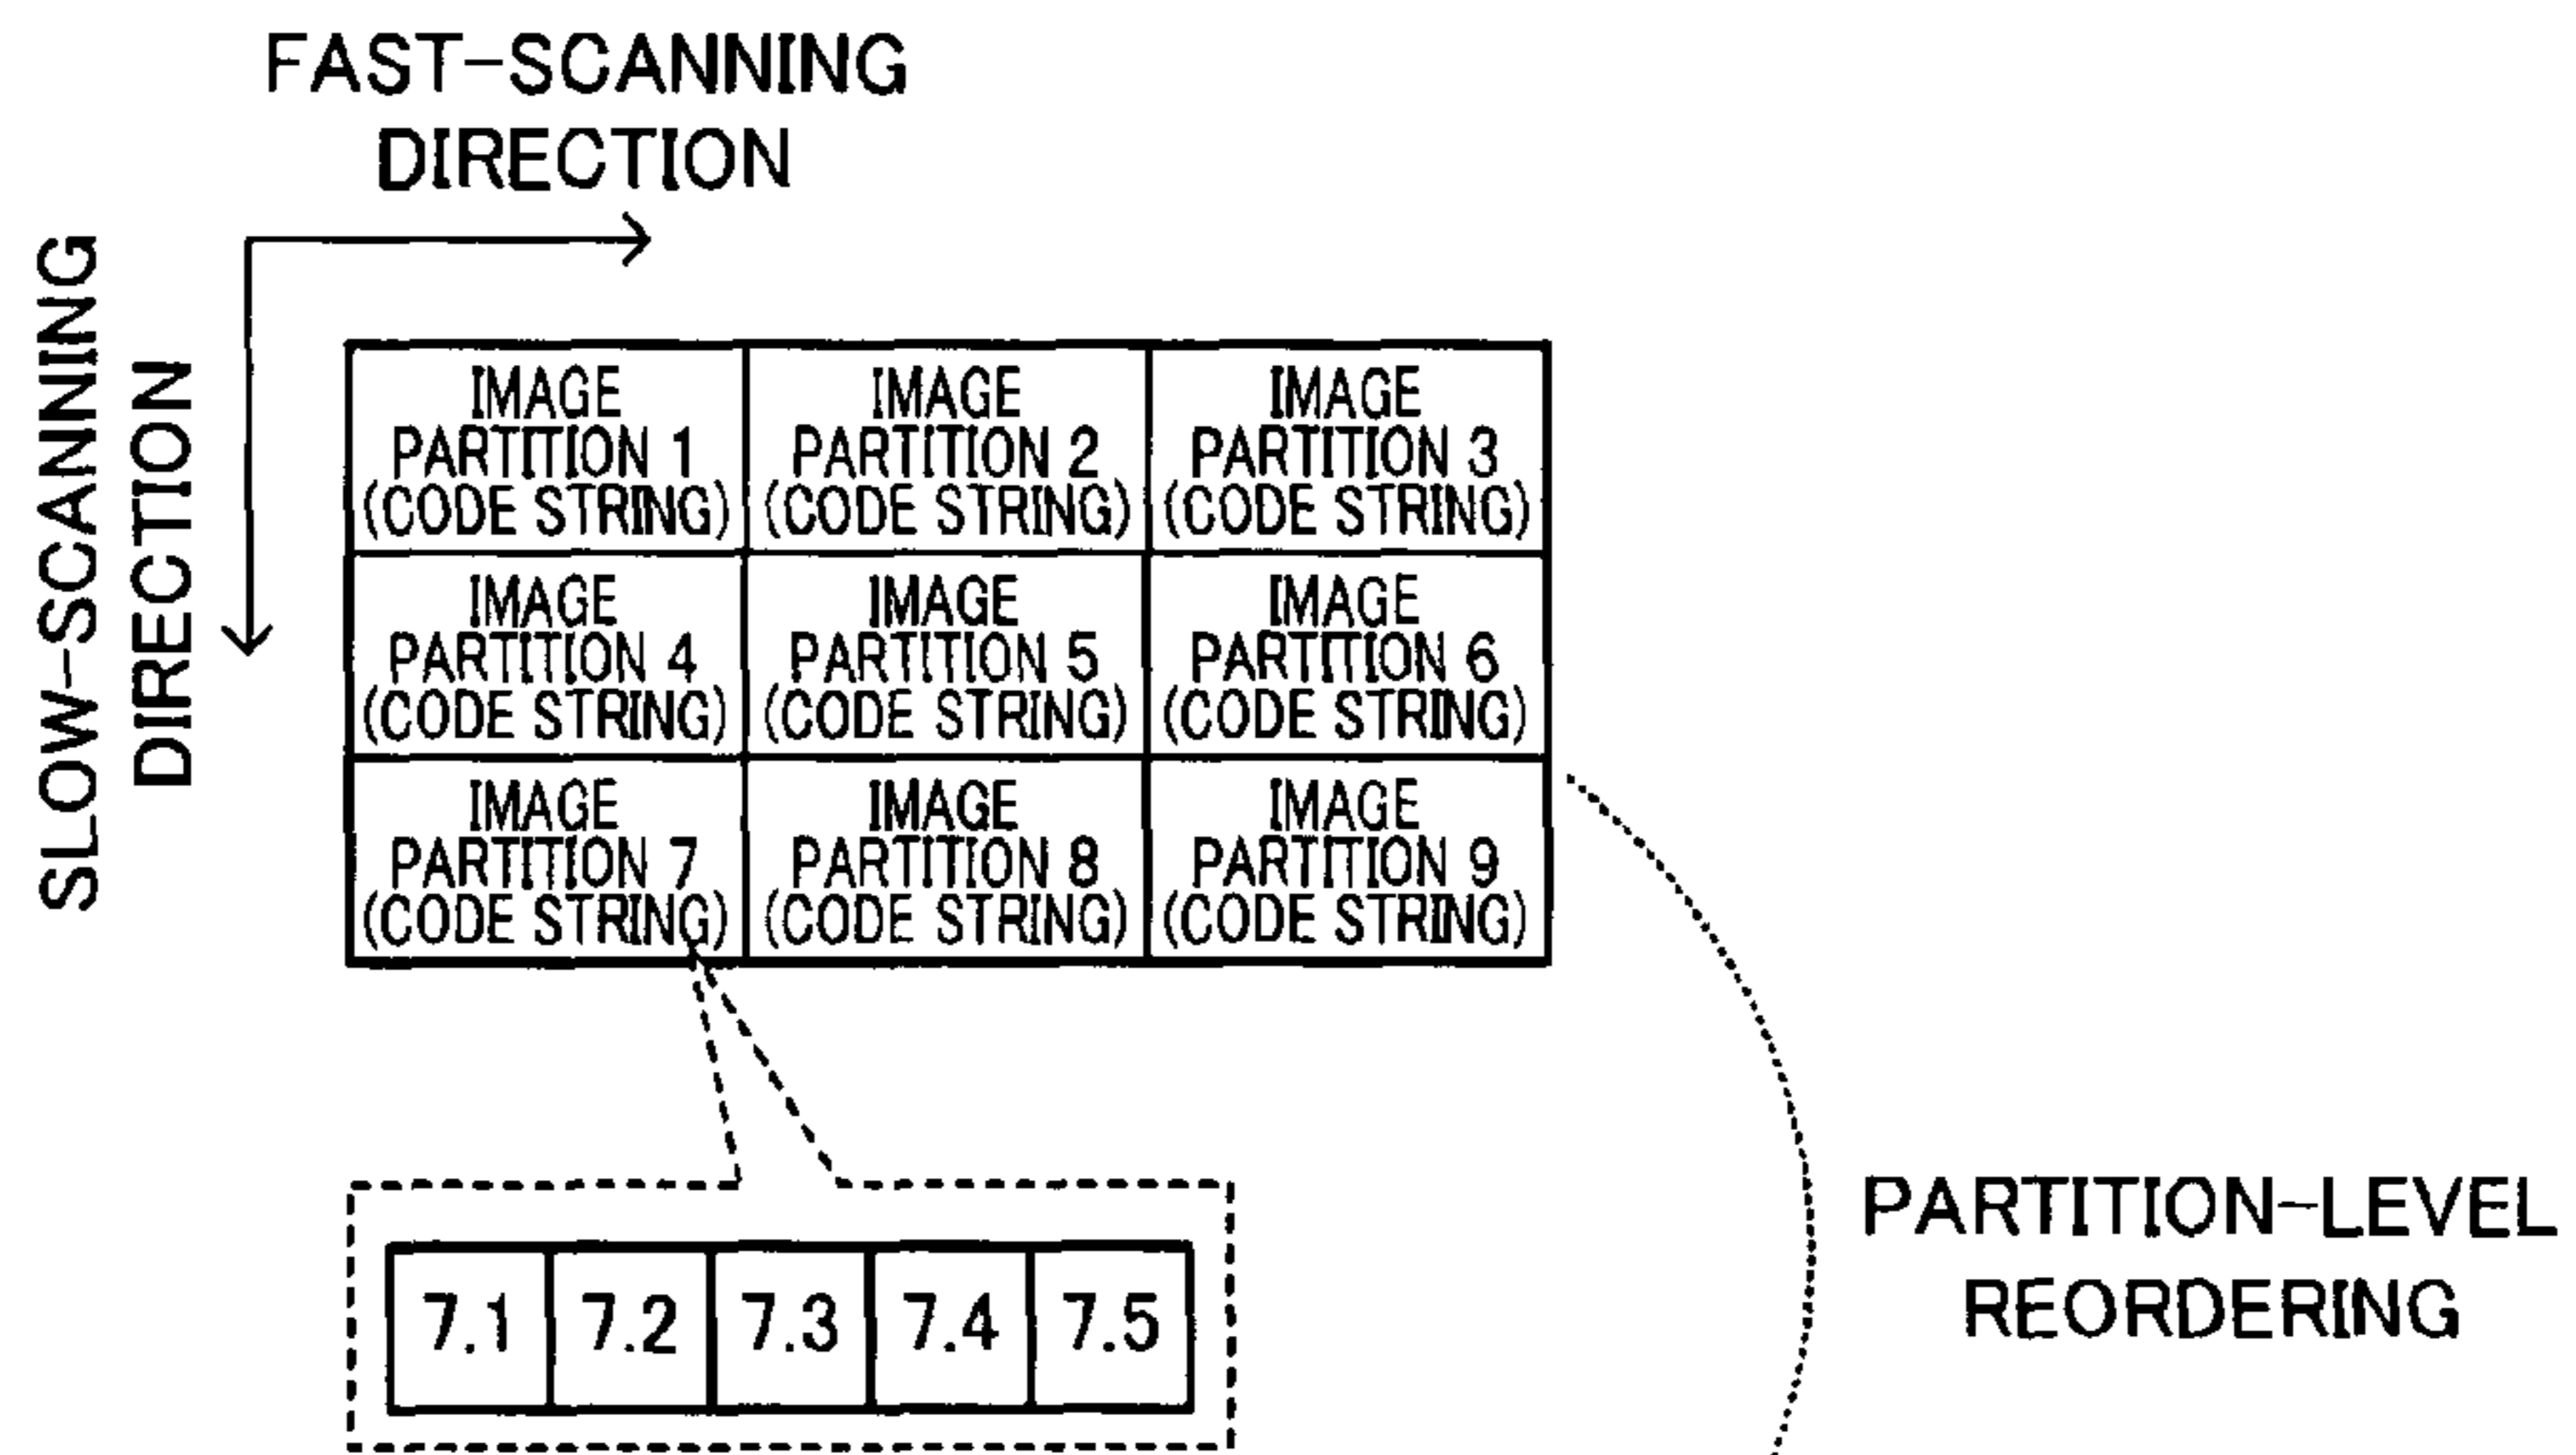 FAST-SCANNING
DIRECTION
SLOW-SCANNING
DIRECTION
IMAGE
PARTITION 1
(CODE STRING)
IMAGE
PARTITION 2
(CODE STRING)
IMAGE
PARTITION 3
(CODE STRING)
IMAGE
PARTITION 4
(CODE STRING)
IMAGE
PARTITION 5
(CODE STRING)
IMAGE
PARTITION 6
(CODE STRING)
IMAGE
PARTITION 7
(CODE STRING)
IMAGE
PARTITION 8
(CODE STRING)
IMAGE
PARTITION 9
(CODE STRING)
PARTITION-LEVEL
REORDERING
7.1 7.2 7.3 7.4 7.5